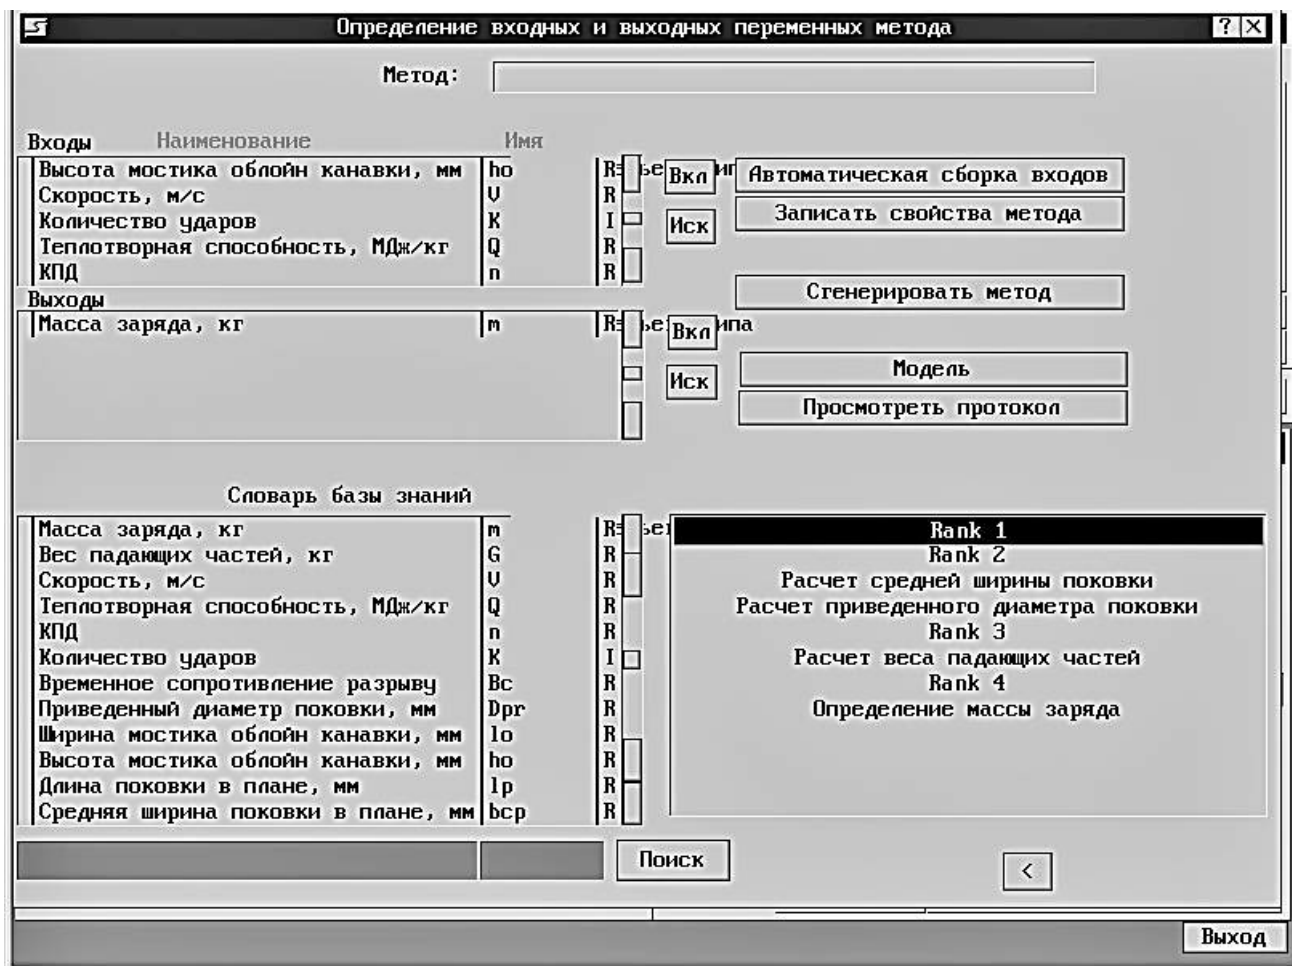 Определение входных и выходных переменных метода ? X
Метод:
Входы Наименование Имя
Высота мостика облойн канавки, мм ho R
Вкл
Автоматическая сборка входов
Скорость, м/с V R
Количество ударов K I
Иск
Записать свойства метода
Теплотворная способность, МДж/кг Q R
КПД n R
Сгенерировать метод
Выходы
Масса заряда, кг m R
Вкл
Иск
Модель
Просмотреть протокол
Словарь базы знаний
Масса заряда, кг m R
Вес падающих частей, кг G R
Скорость, м/с V R
Теплотворная способность, МДж/кг Q R
КПД n R
Количество ударов K I
Временное сопротивление разрыву Bc R
Приведенный диаметр поковки, мм Dpr R
Ширина мостика облойн канавки, мм lo R
Высота мостика облойн канавки, мм ho R
Длина поковки в плане, мм lp R
Средняя ширина поковки в плане, мм bcp R
Rank 1
Rank 2
Расчет средней ширины поковки
Расчет приведенного диаметра поковки
Rank 3
Расчет веса падающих частей
Rank 4
Определение массы заряда
Поиск
<
Выход